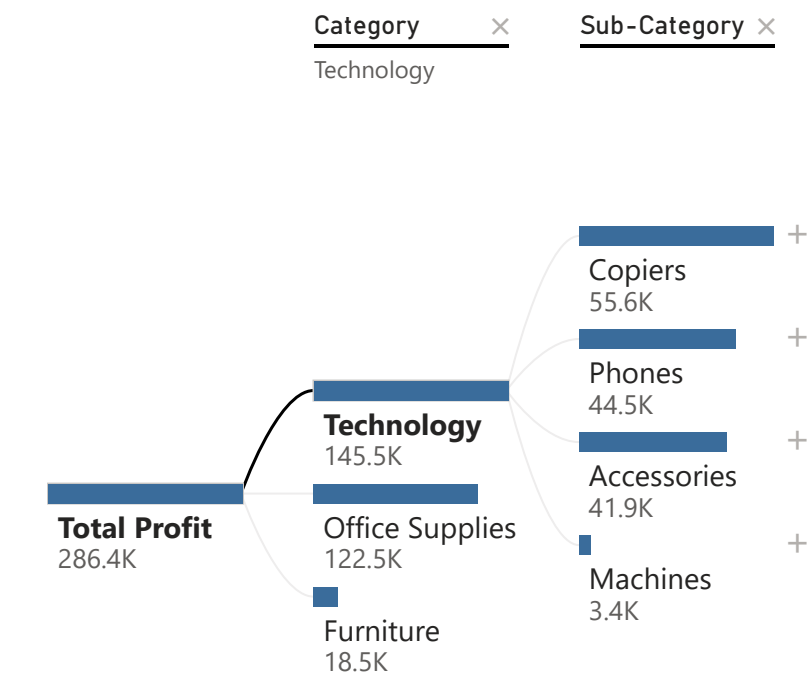 Category
Sub-Category
Technology
Copiers
55.6K
Phones
44.5K
Technology
145.5K
Accessories
41.9K
Total Profit
286.4K
Office Supplies
122.5K
Machines
3.4K
Furniture
18.5K